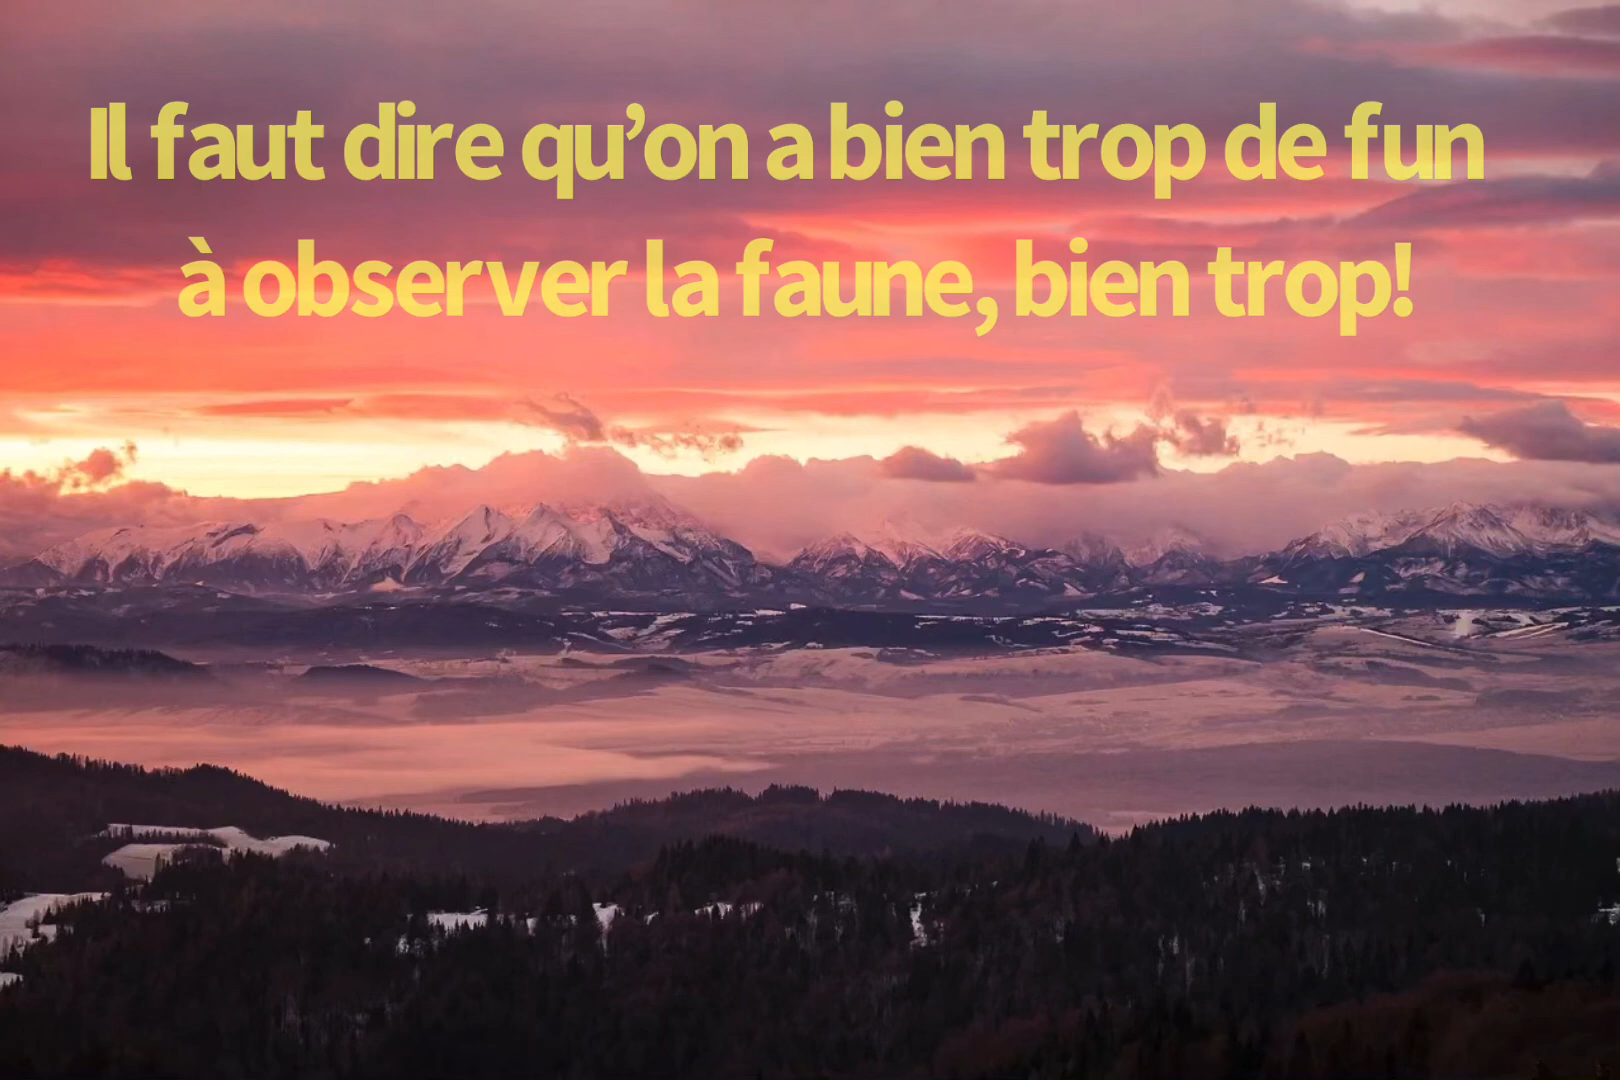 Il faut dire qu’on a bien trop de fun
à observer la faune, bien trop!